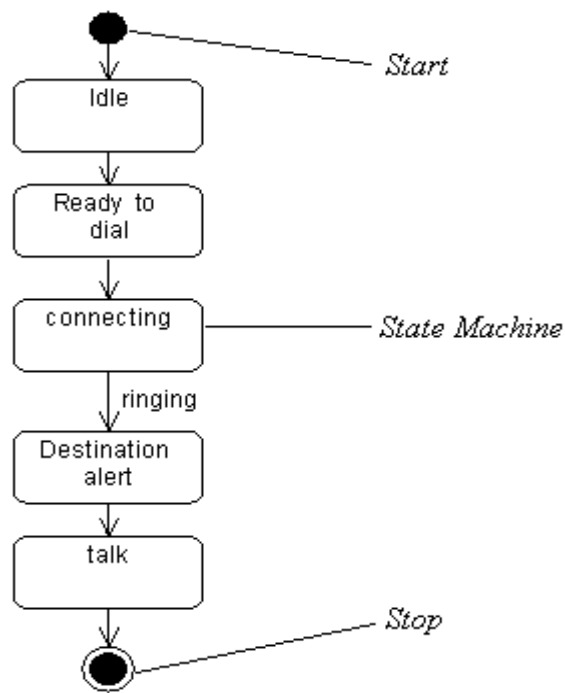 Start
Idle
Ready to
dial
connecting
State Machine
ringing
Destination
alert
talk
Stop